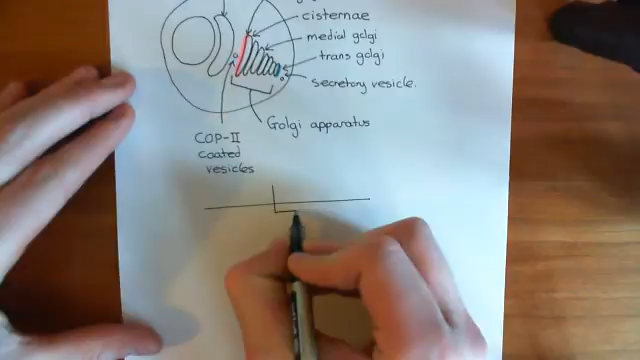 cisternae
medial golgi
trans golgi
secretory vesicle.
Golgi apparatus
COP-II
coated
vesicles